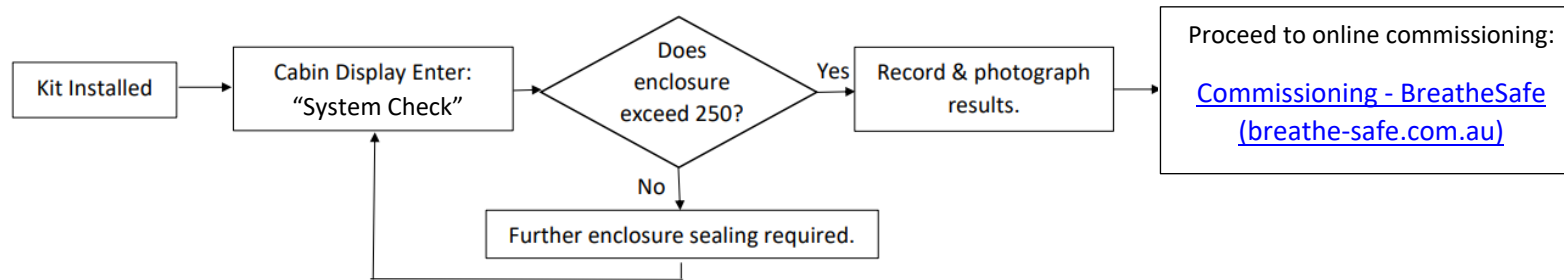 Kit Installed
Cabin Display Enter:
“System Check”
Does
enclosure
exceed 250?
Yes
Record & photograph
results.
Proceed to online commissioning:
Commissioning - BreatheSafe
(breathe-safe.com.au)
No
Further enclosure sealing required.